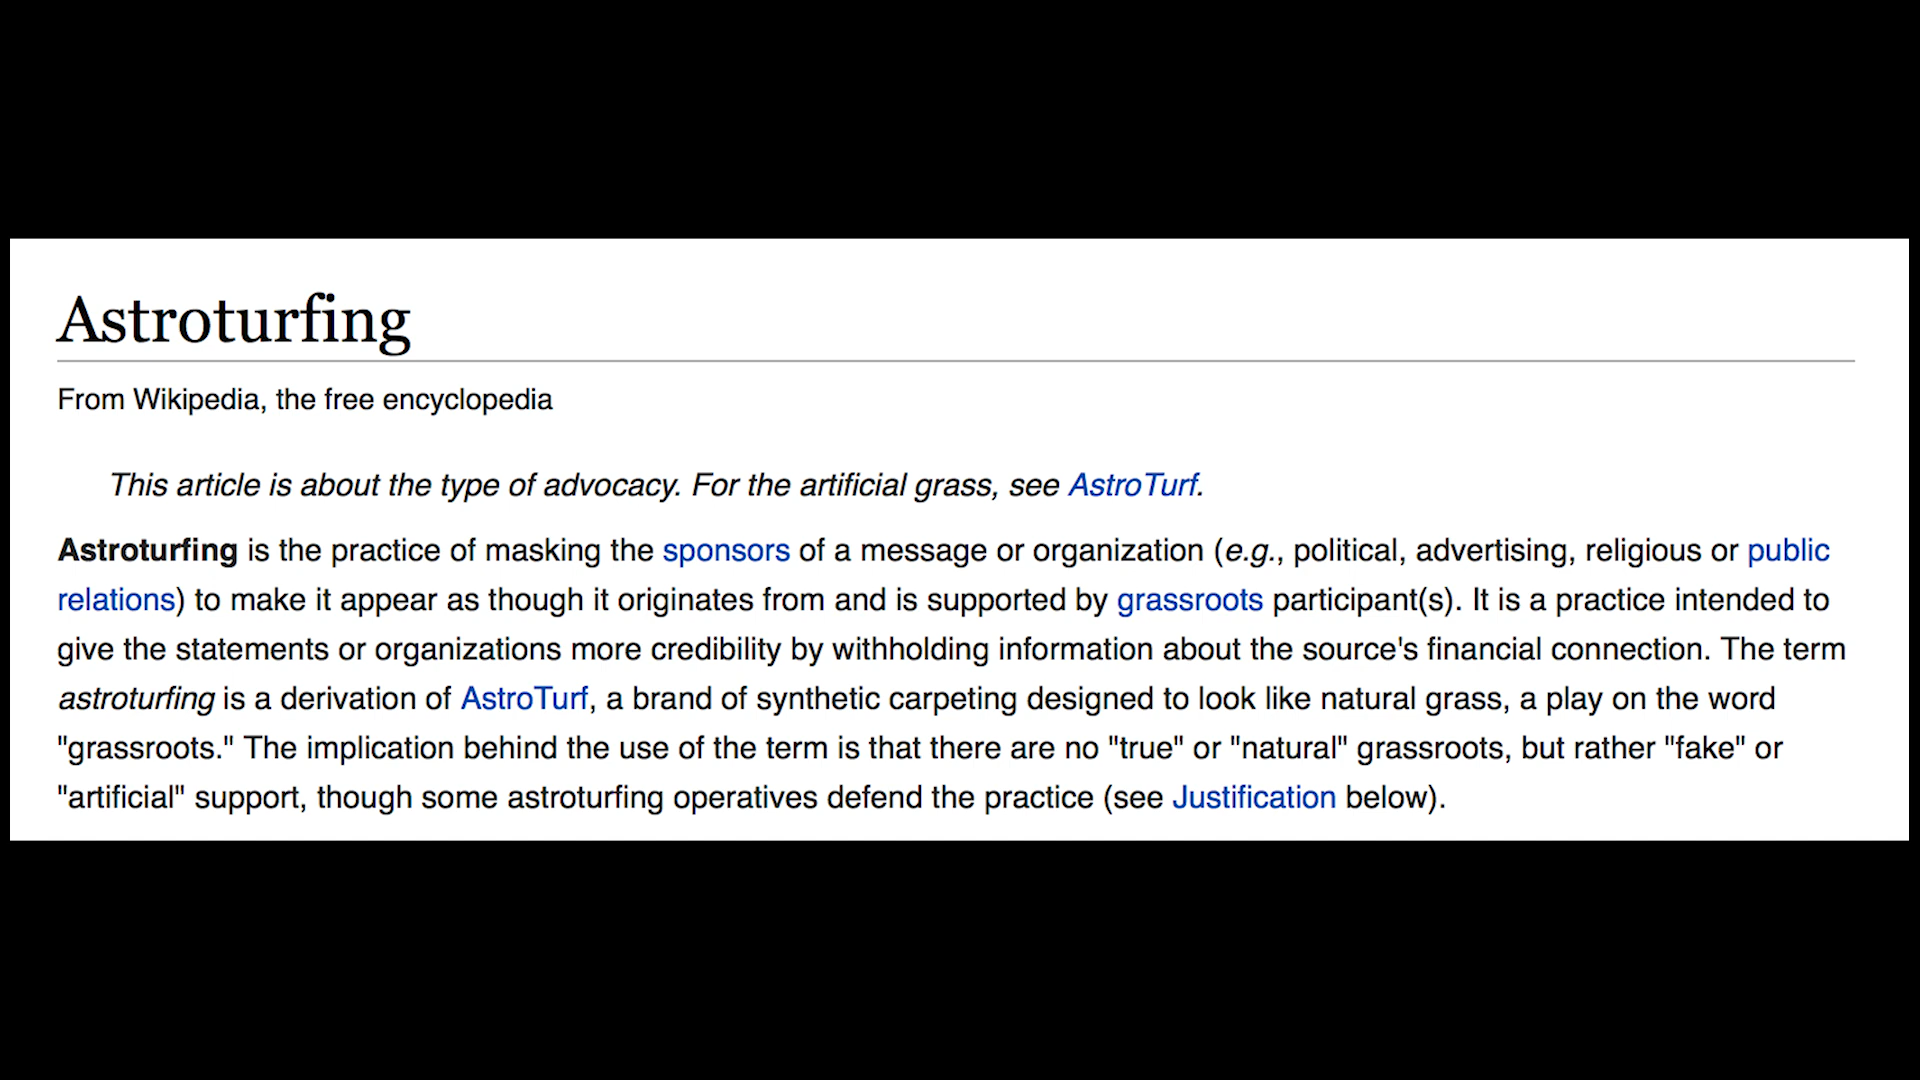 Astroturfing
From Wikipedia, the free encyclopedia
This article is about the type of advocacy. For the artificial grass, see AstroTurf.
Astroturfing is the practice of masking the sponsors of a message or organization (e.g., political, advertising, religious or public
relations) to make it appear as though it originates from and is supported by grassroots participant(s). It is a practice intended to
give the statements or organizations more credibility by withholding information about the source's financial connection. The term
astroturfing is a derivation of AstroTurf, a brand of synthetic carpeting designed to look like natural grass, a play on the word
"grassroots." The implication behind the use of the term is that there are no "true" or "natural" grassroots, but rather "fake" or
"artificial" support, though some astroturfing operatives defend the practice (see Justification below).